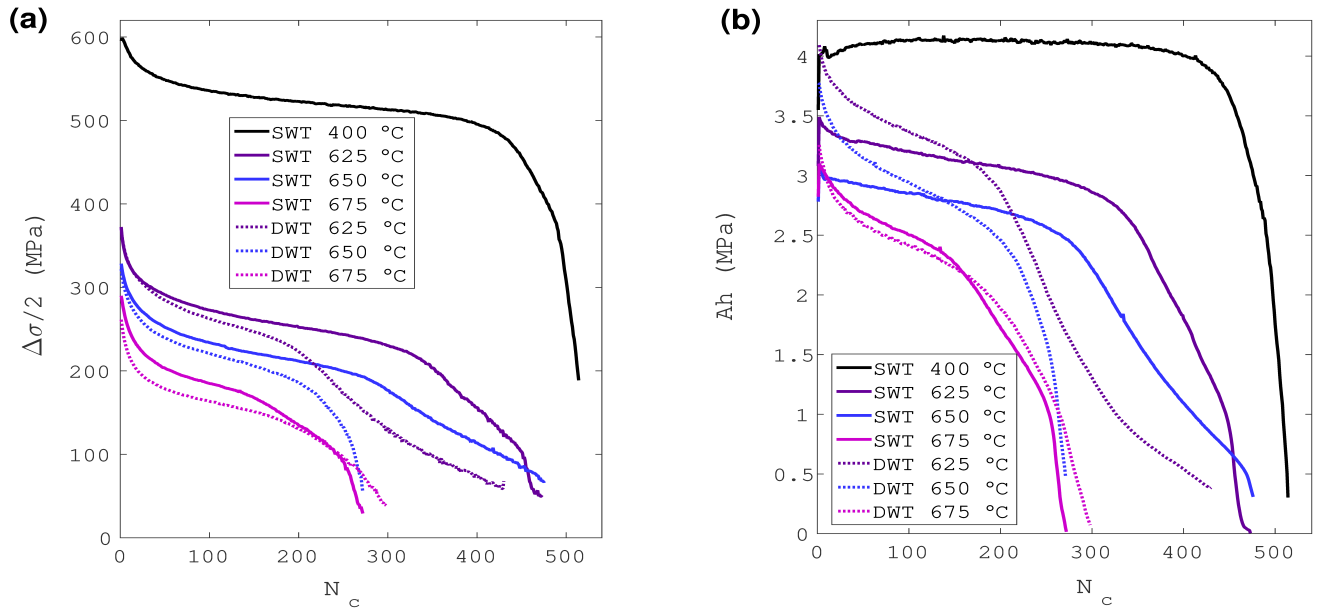 (a)
Δσ/2 (MPa)
600
500
400
300
200
100
0
SWT 400 °C
SWT 625 °C
SWT 650 °C
SWT 675 °C
DWT 625 °C
DWT 650 °C
DWT 675 °C
0 100 200 300 400 500
N_c
(b)
Ah (MPa)
4
3.5
3
2.5
2
1.5
1
0.5
0
SWT 400 °C
SWT 625 °C
SWT 650 °C
SWT 675 °C
DWT 625 °C
DWT 650 °C
DWT 675 °C
0 100 200 300 400 500
N_c